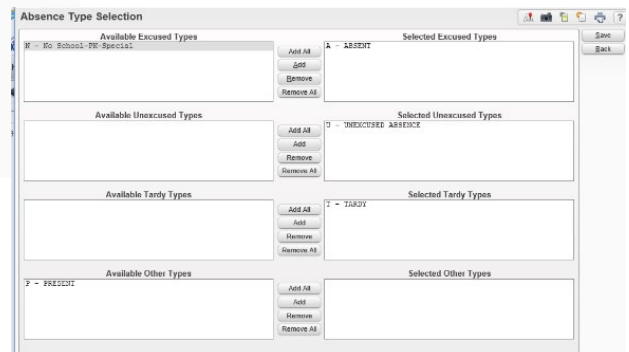 Absence Type Selection
?
Available Excused Types
Selected Excused Types
Save
Back
N - No School-PK-Special
A - ABSENT
Add All
Add
Remove
Remove All
Available Unexcused Types
Selected Unexcused Types
U - UNEXCUSED ABSENCE
Add All
Add
Remove
Remove All
Available Tardy Types
Selected Tardy Types
T - TARDY
Add All
Add
Remove
Remove All
Available Other Types
Selected Other Types
P - PRESENT
Add All
Add
Remove
Remove All